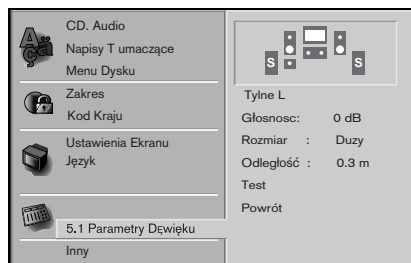 CD. Audio
Napisy T umaczące
Menu Dysku
Zakres
Kod Kraju
Ustawienia Ekranu
Język
5.1 Parametry Dęwięku
Inny
S S
Tylne L
Głosnosc: 0 dB
Rozmiar : Duzy
Odległość : 0.3 m
Test
Powrót